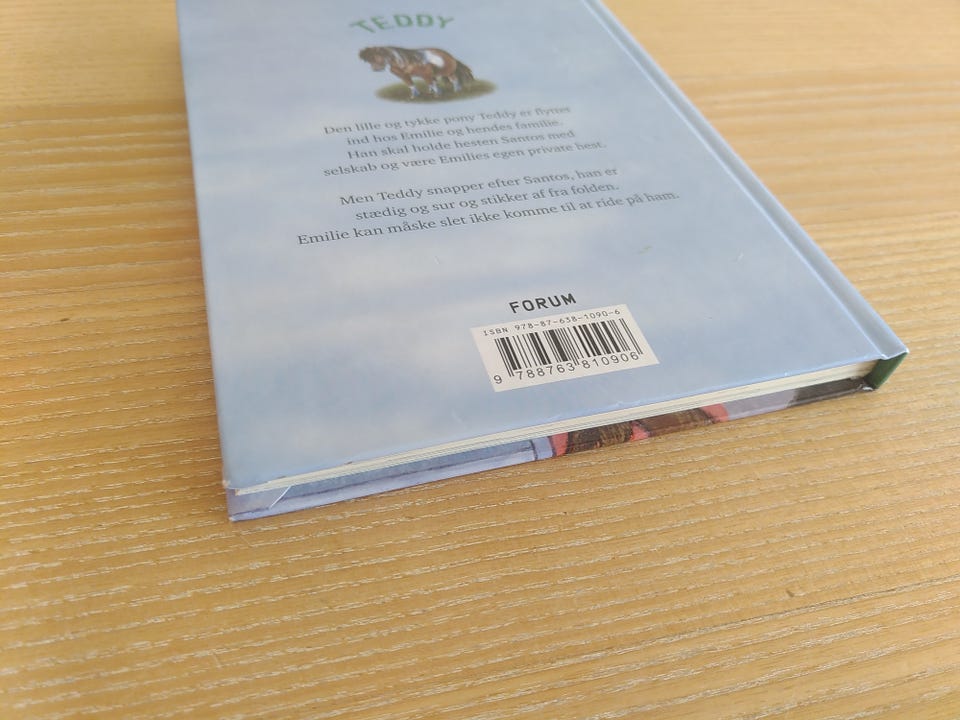 TEDDY
Den lille og tykke pony Teddy er flyttet
ind hos Emilie og hendes familie.
Han skal holde hesten Santos med
selskab og være Emilies egen private hest.
Men Teddy snapper efter Santos, han er
stædig og sur og stikker af fra folden.
Emilie kan måske slet ikke komme til at ride på ham.
FORUM
ISBN 978-87-638-1090-6
9 788763 810906